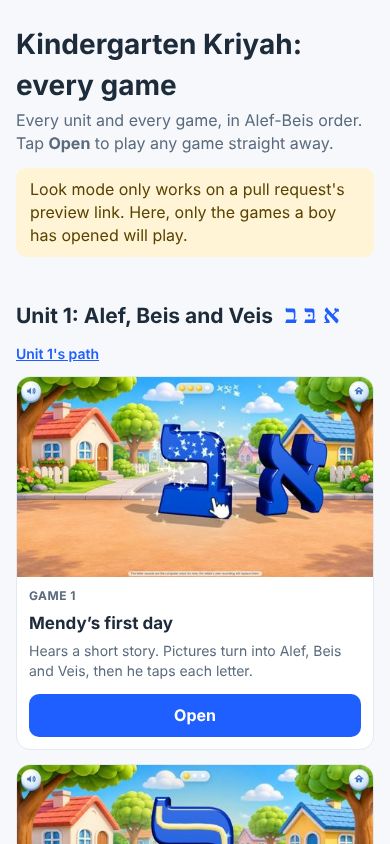 Kindergarten Kriyah:
every game
Every unit and every game, in Alef-Beis order.
Tap Open to play any game straight away.
Look mode only works on a pull request's
preview link. Here, only the games a boy
has opened will play.
Unit 1: Alef, Beis and Veis א בּ ב
Unit 1's path
א ב
GAME 1
Mendy’s first day
Hears a short story. Pictures turn into Alef, Beis
and Veis, then he taps each letter.
Open